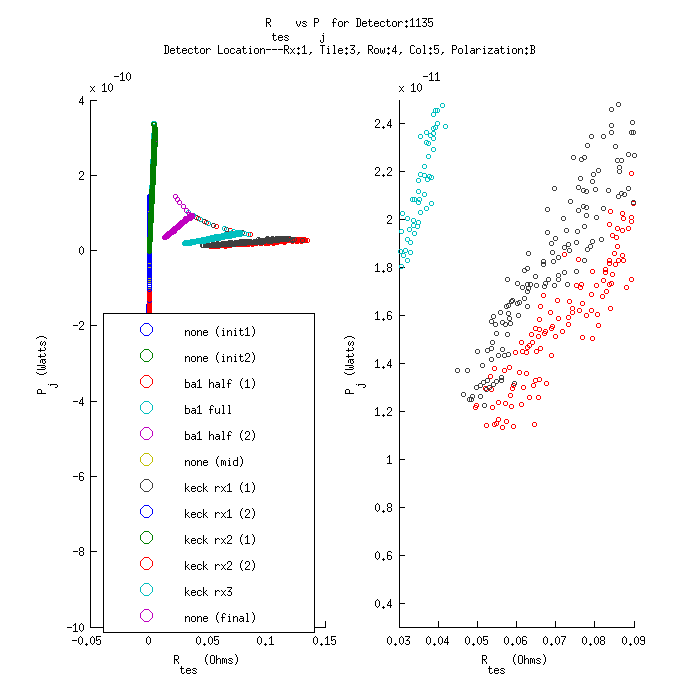 R tes vs P j for Detector:1135
Detector Location---Rx:1, Tile:3, Row:4, Col:5, Polarization:B
x 10 -10
4
2
0
-2
-4
-6
-8
-10
-0.05 0 0.05 0.1 0.15
P j (Watts)
R tes (Ohms)
none (init1)
none (init2)
ba1 half (1)
ba1 full
ba1 half (2)
none (mid)
keck rx1 (1)
keck rx1 (2)
keck rx2 (1)
keck rx2 (2)
keck rx3
none (final)
x 10 -11
2.4
2.2
2
1.8
1.6
1.4
1.2
1
0.8
0.6
0.4
0.03 0.04 0.05 0.06 0.07 0.08 0.09
P j (Watts)
R tes (Ohms)